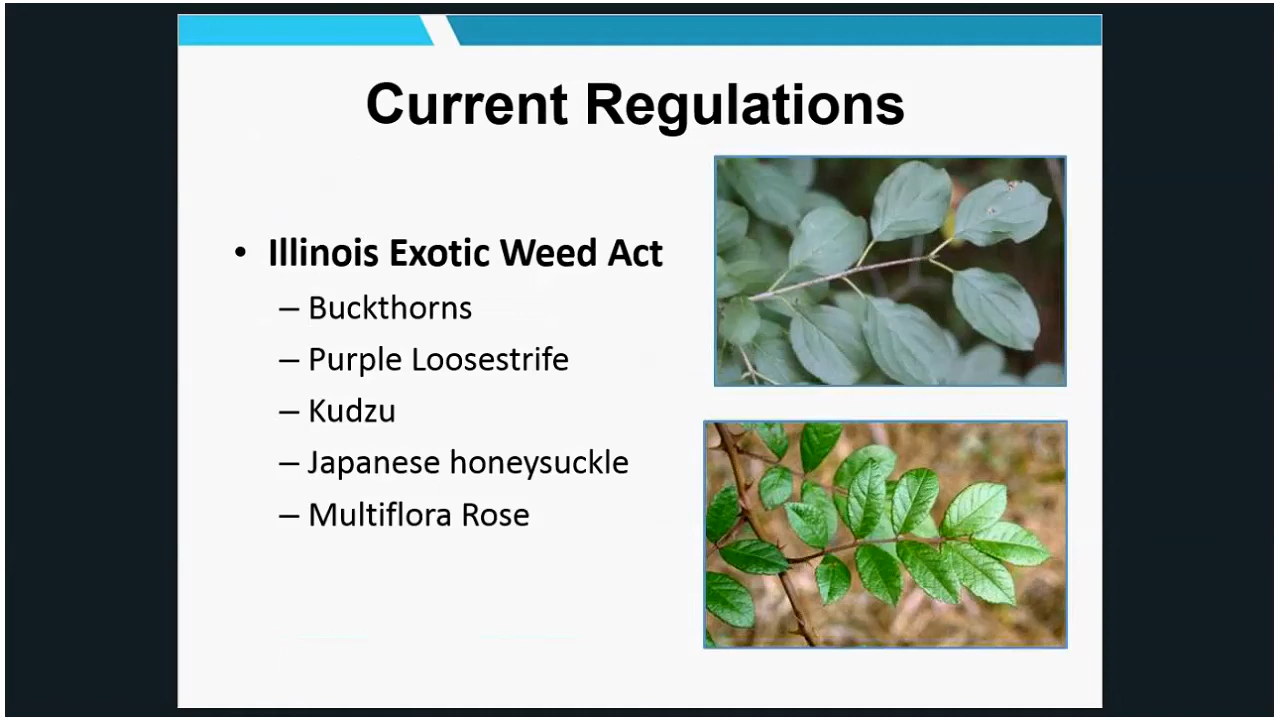 Current Regulations
• Illinois Exotic Weed Act
– Buckthorns
– Purple Loosestrife
– Kudzu
– Japanese honeysuckle
– Multiflora Rose